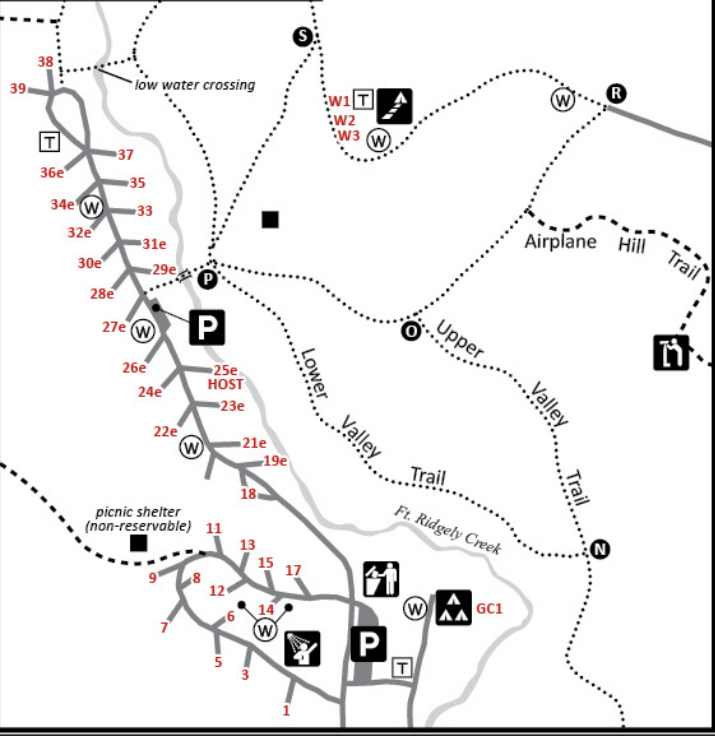 S
38
low water crossing
39
W1
T
W
R
W2
W3
W
T
37
36e
35
34e
W
33
32e
31e
Airplane Hill Trail
30e
29e
P
28e
27e
W
P
O
Upper Valley Trail
Lower Valley Trail
26e
25e
HOST
24e
23e
22e
W
21e
19e
18
picnic shelter
(non-reservable)
Ft. Ridgely Creek
11
13
15
17
N
9
8
12
14
W
GC1
7
6
W
P
5
3
T
1